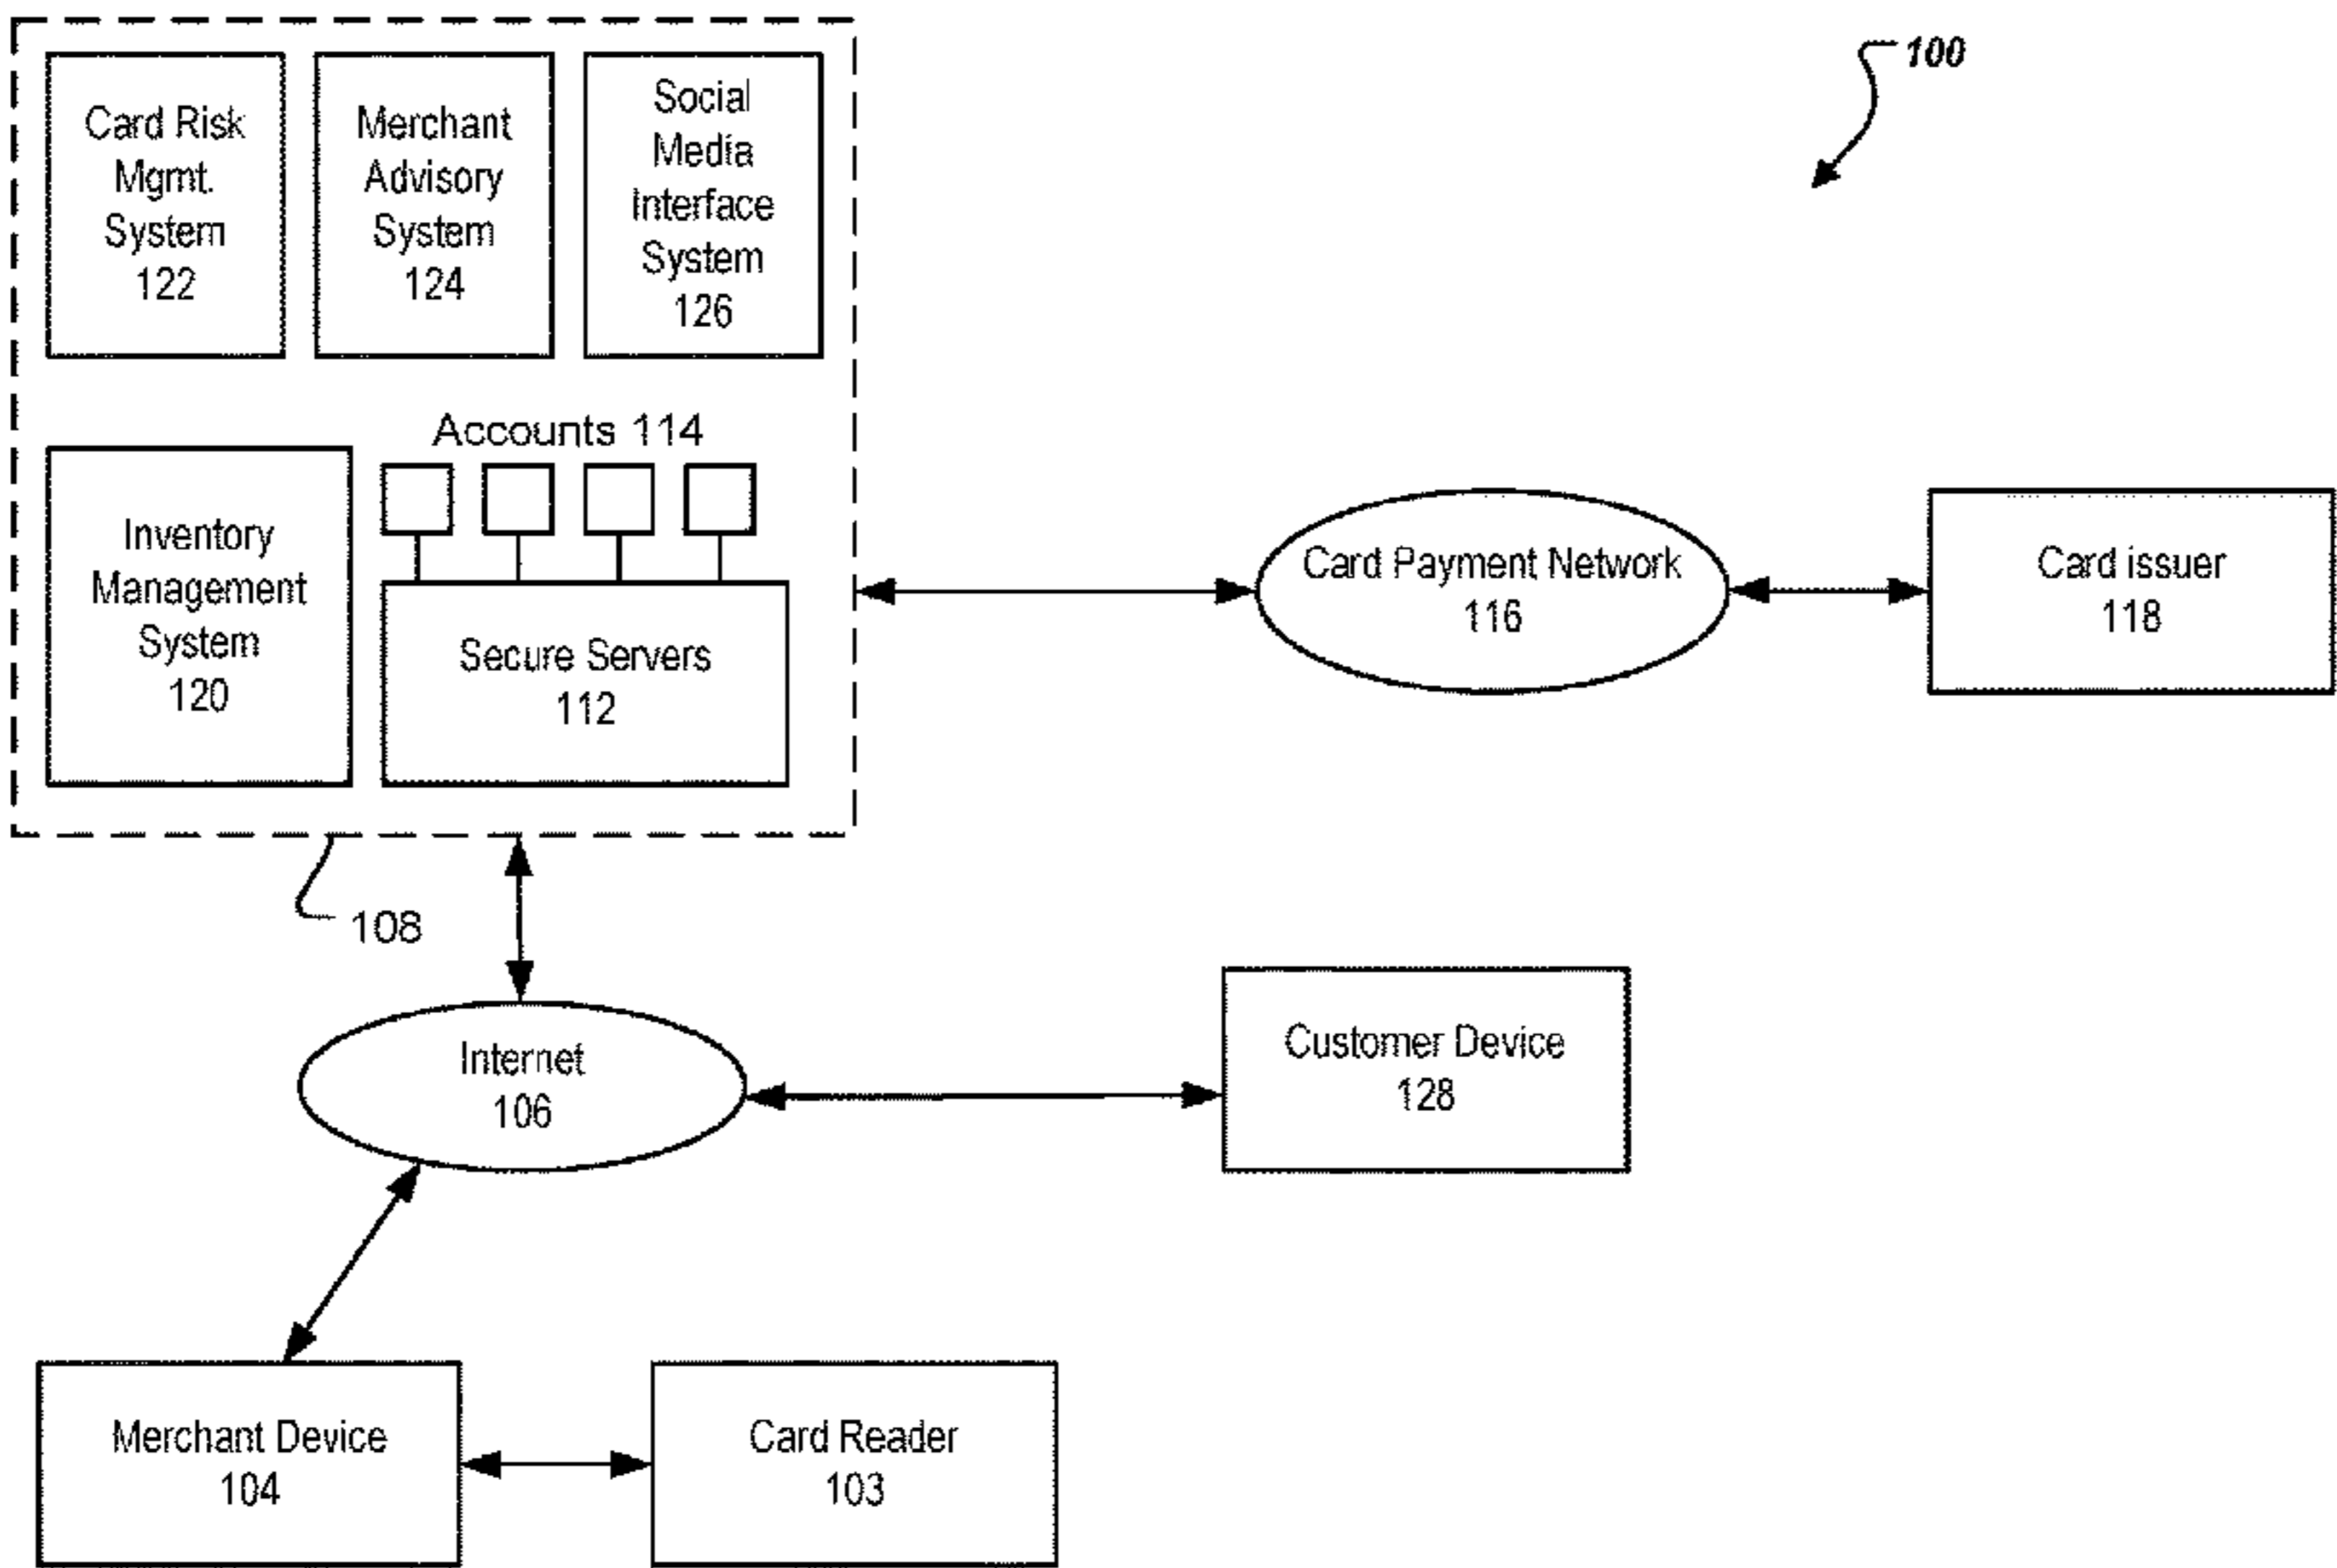 100
Card Risk
Mgmt.
System
122
Merchant
Advisory
System
124
Social
Media
Interface
System
126
Accounts 114
Inventory
Management
System
120
Secure Servers
112
Card Payment Network
116
Card issuer
118
108
Internet
106
Customer Device
128
Merchant Device
104
Card Reader
103